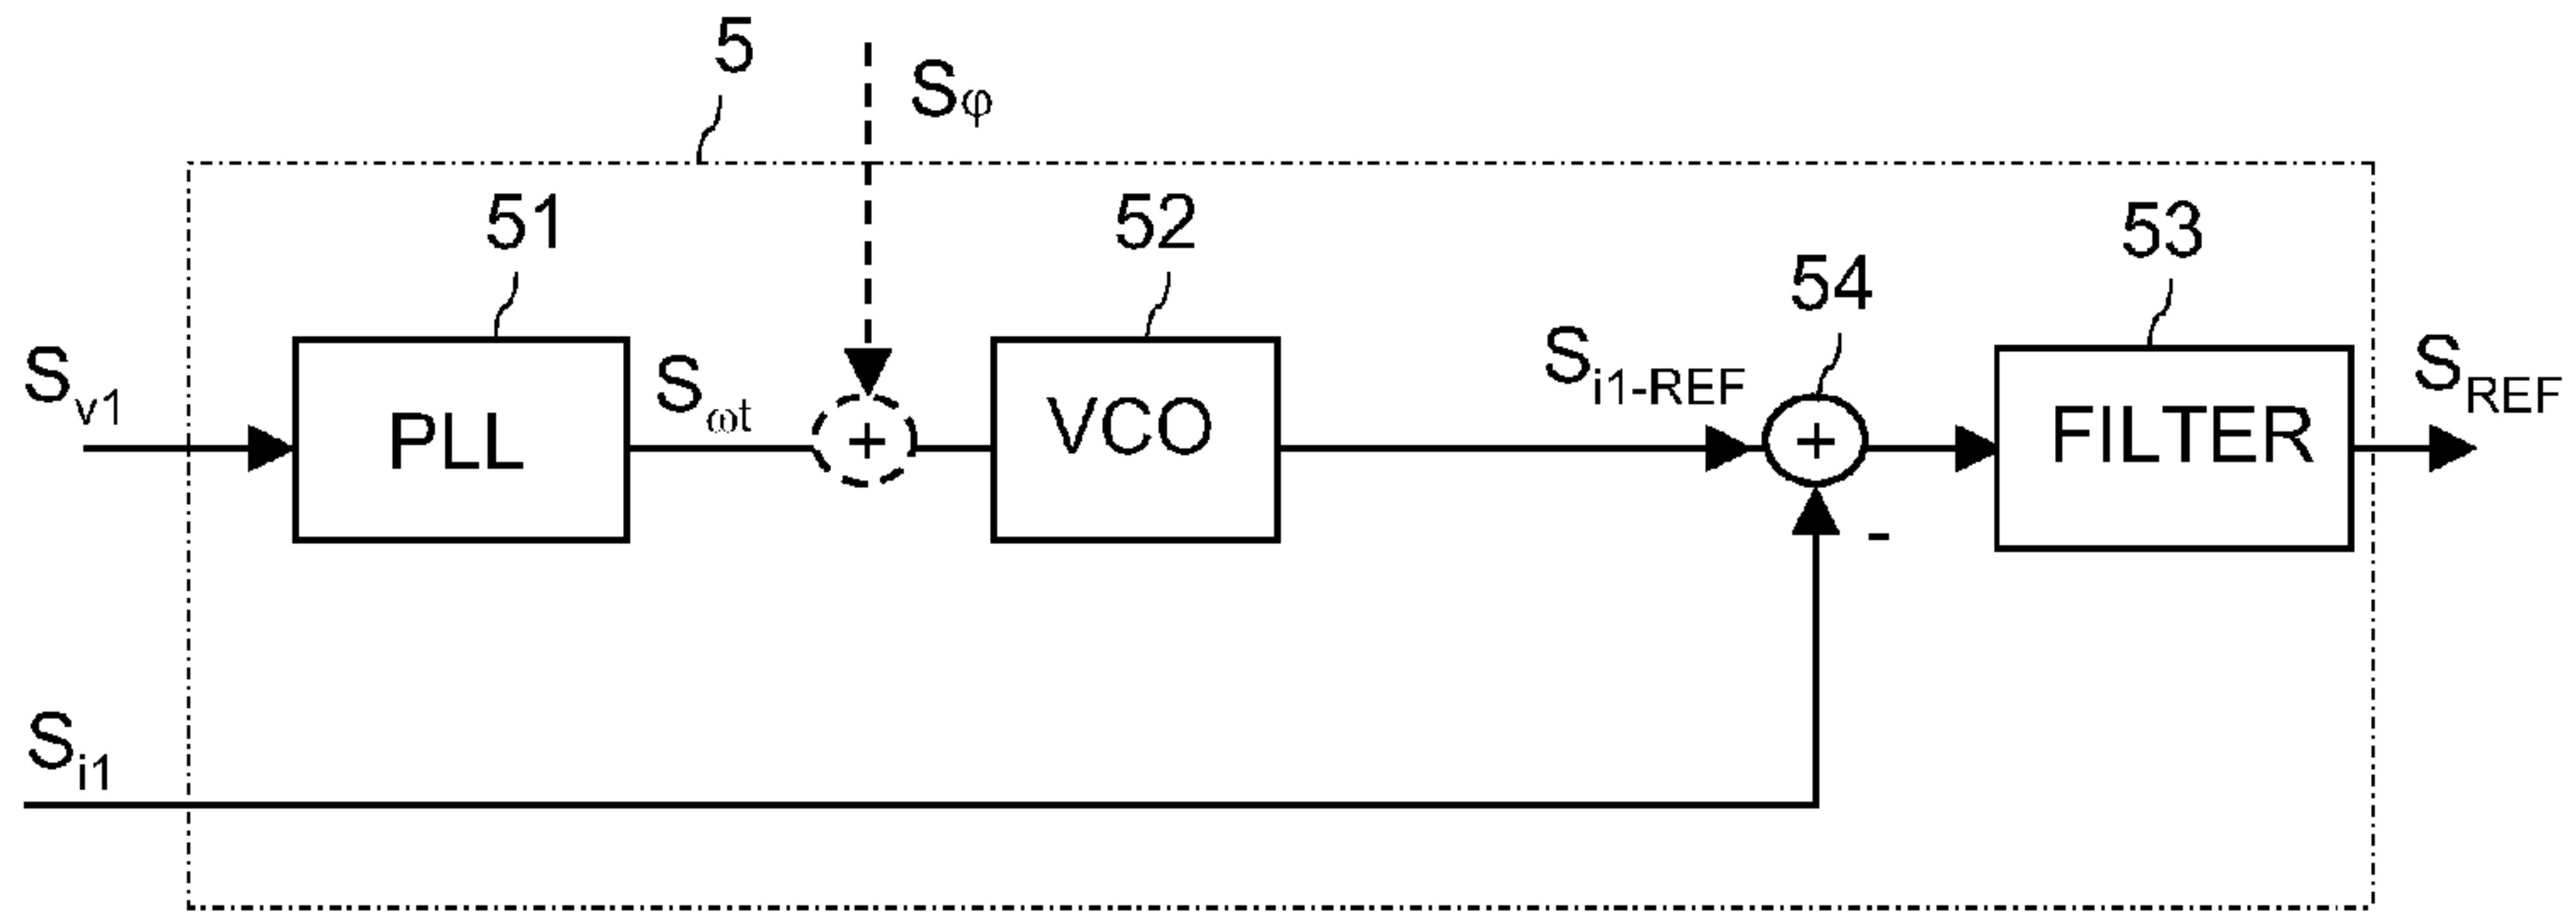 5
Sφ
51
52
53
54
Sv1
PLL
Sωt
+
VCO
Si1-REF
+
FILTER
SREF
-
Si1